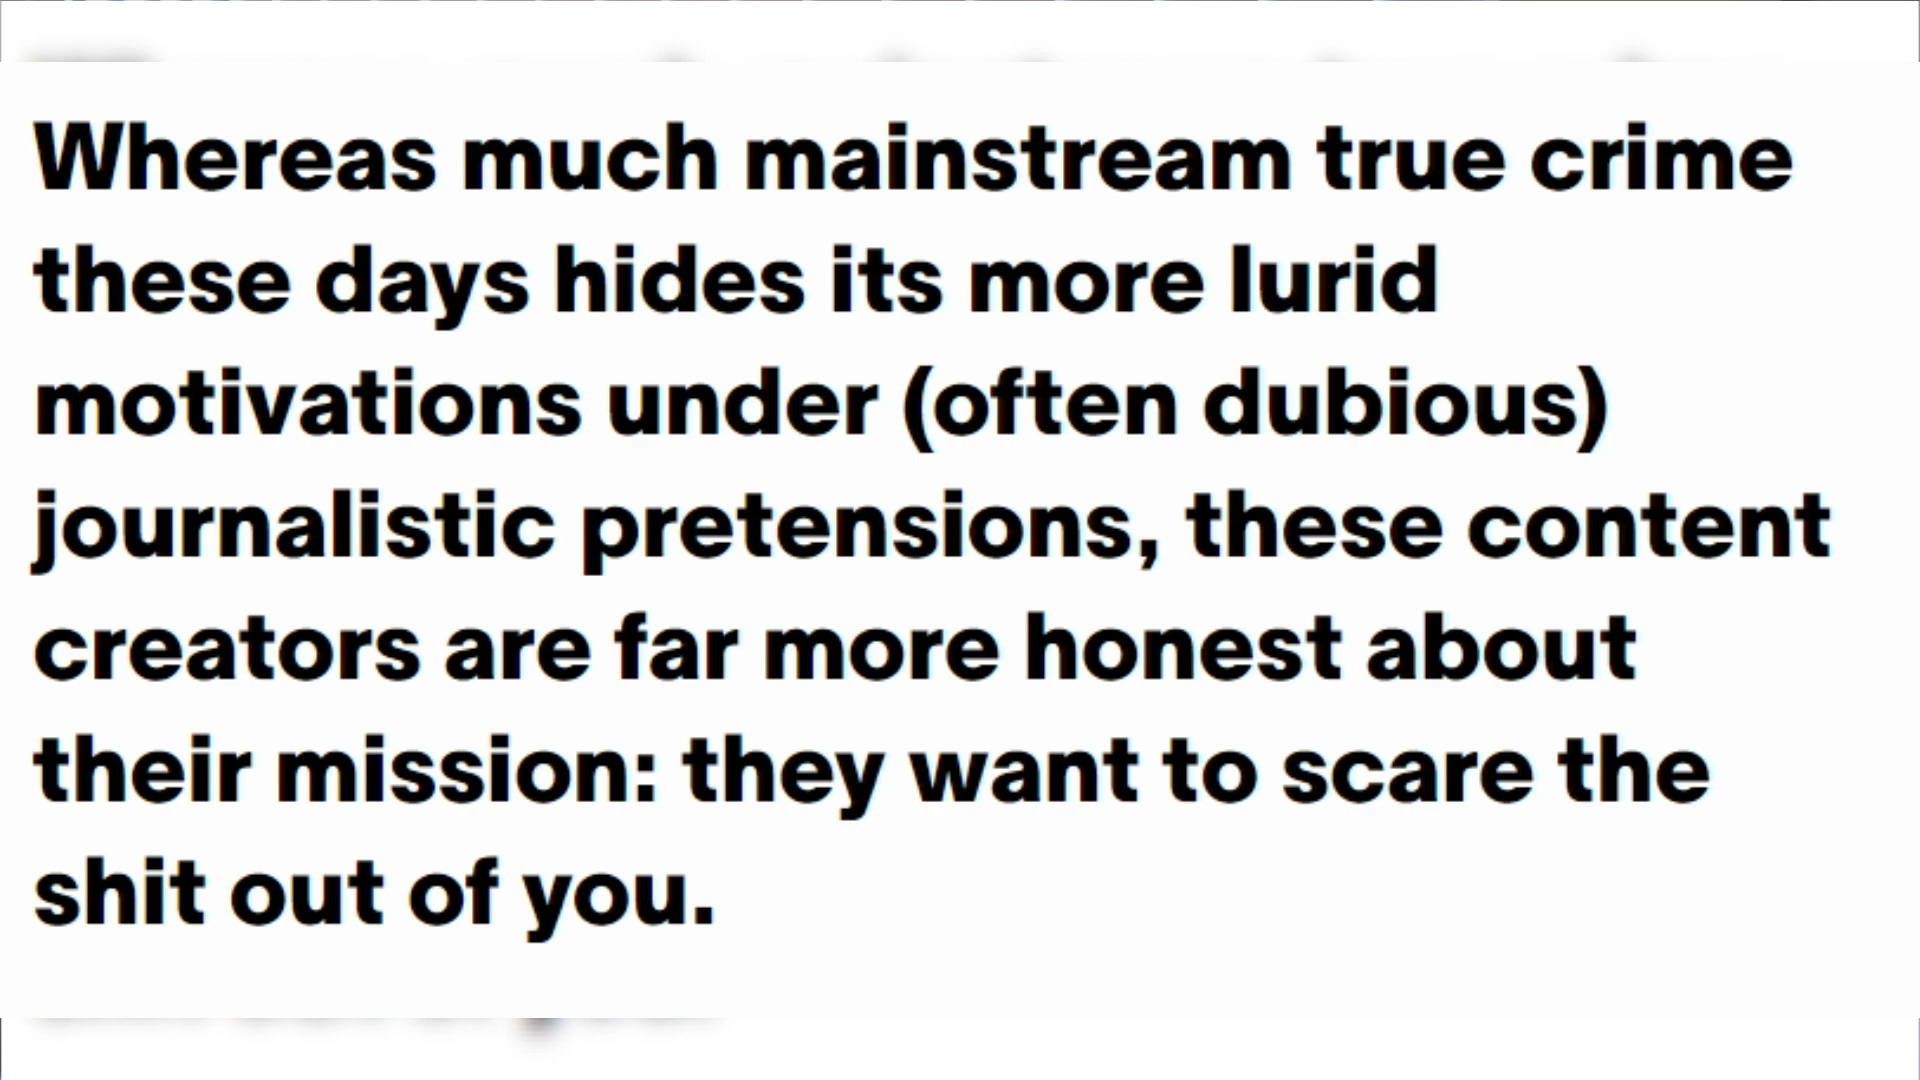 Whereas much mainstream true crime
these days hides its more lurid
motivations under (often dubious)
journalistic pretensions, these content
creators are far more honest about
their mission: they want to scare the
shit out of you.